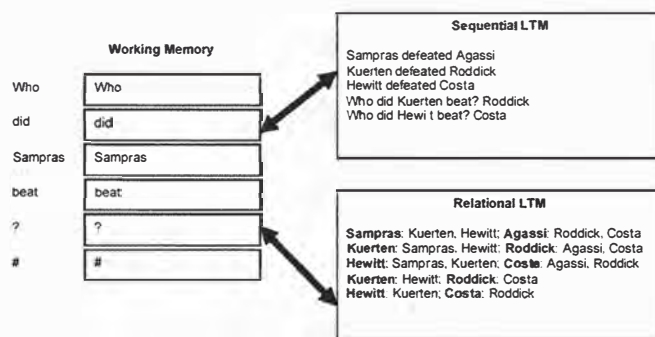 Working Memory
Who Who
did did
Sampras Sampras
beat beat
? ?
# #
Sequential LTM
Sampras defeated Agassi
Kuerten defeated Roddick
Hewitt defeated Costa
Who did Kuerten beat? Roddick
Who did Hewi t beat? Costa
Relational LTM
Sampras: Kuerten, Hewitt; Agassi: Roddick, Costa
Kuerten: Sampras. Hewitt: Roddick: Agassi, Costa
Hewitt: Sampras, Kuerten; Costa: Agassi, Roddick
Kuerten: Hewitt; Roddick: Costa
Hewitt: Kuerten; Costa: Roddick